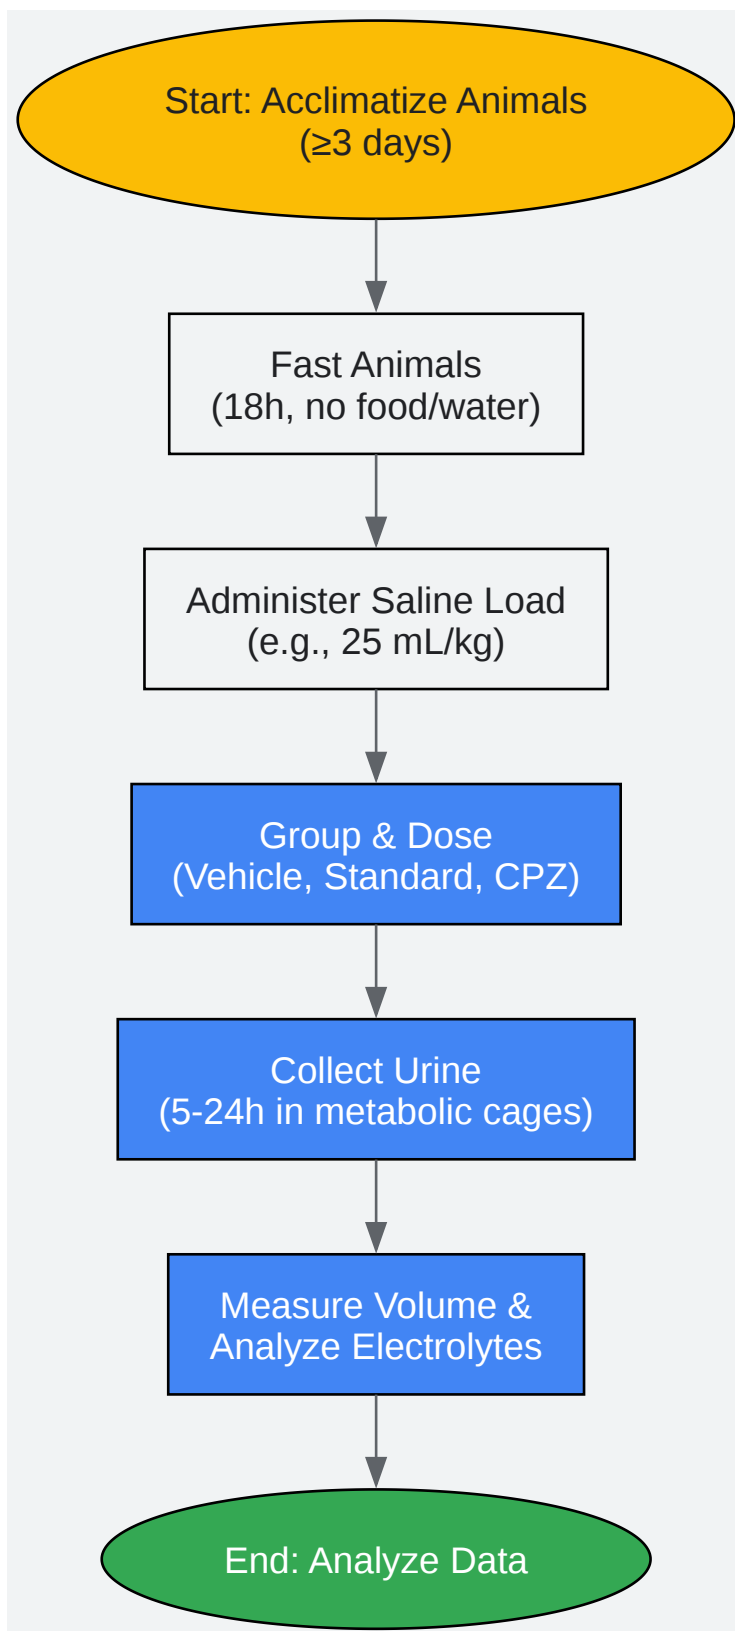 Start: Acclimatize Animals
(≥3 days)
Fast Animals
(18h, no food/water)
Administer Saline Load
(e.g., 25 mL/kg)
Group & Dose
(Vehicle, Standard, CPZ)
Collect Urine
(5-24h in metabolic cages)
Measure Volume &
Analyze Electrolytes
End: Analyze Data